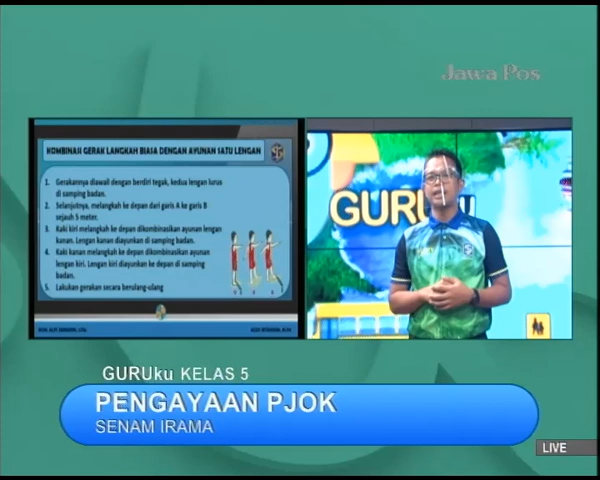 Jawa Pos
KOMBINASI GERAK LANGKAH BIASA DENGAN AYUNAN SATU LENGAN
1. Gerakannya diawali dengan berdiri tegak, kedua lengan lurus
di samping badan.
2. Selanjutnya, melangkah ke depan dari garis A ke garis B
sejauh 5 meter.
3. Kaki kiri melangkah ke depan dikombinasikan ayunan lengan
kanan. Lengan kanan diayunkan di samping badan.
4. Kaki kanan melangkah ke depan dikombinasikan ayunan
lengan kiri. Lengan kiri diayunkan ke depan di samping
badan.
5. Lakukan gerakan secara berulang-ulang
GURU
GURUku KELAS 5
PENGAYAAN PJOK
SENAM IRAMA
LIVE